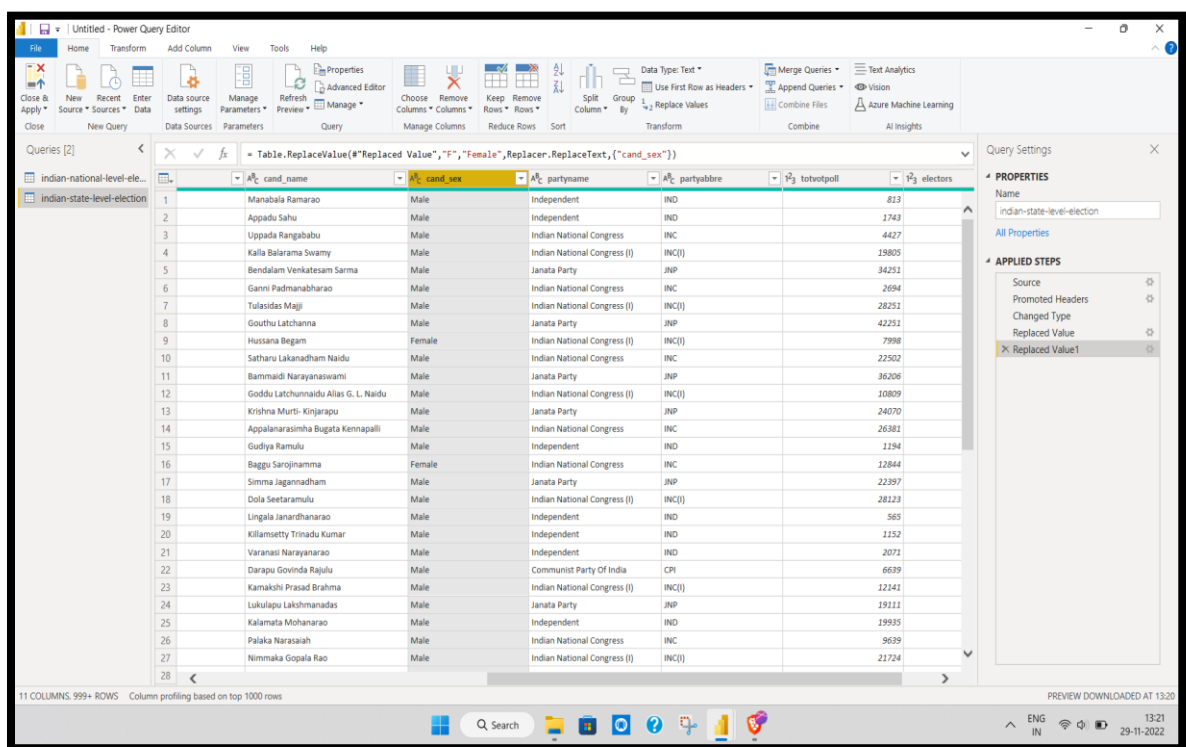 Untitled - Power Query Editor
File Home Transform Add Column View Tools Help
Close & Apply New Source Recent Sources Enter Data Data source settings Manage Parameters Refresh Preview Properties Advanced Editor Manage Choose Columns Remove Columns Keep Rows Remove Rows Split Column Group By Data Type: Text Use First Row as Headers Replace Values Merge Queries Append Queries Combine Files Text Analytics Vision Azure Machine Learning
Close New Query Data Sources Parameters Query Manage Columns Reduce Rows Sort Transform Combine AI Insights
Queries [2]
indian-national-level-ele...
indian-state-level-election
= Table.ReplaceValue(#"Replaced Value","F","Female",Replacer.ReplaceText,{"cand_sex"})
cand_name cand_sex partyname partyabbre totvotpoll electors
1 Manabala Ramarao Male Independent IND 813
2 Appadu Sahu Male Independent IND 1743
3 Uppada Rangababu Male Indian National Congress INC 4427
4 Kalla Balarama Swamy Male Indian National Congress (I) INC(I) 19805
5 Bendalam Venkatesam Sarma Male Janata Party JNP 34251
6 Ganni Padmanabharao Male Indian National Congress INC 2694
7 Tulasidas Majji Male Indian National Congress (I) INC(I) 28251
8 Gouthu Latchanna Male Janata Party JNP 42251
9 Hussana Begam Female Indian National Congress (I) INC(I) 7998
10 Satharu Lakanadham Naidu Male Indian National Congress INC 22502
11 Bammaidi Narayanaswami Male Janata Party JNP 36206
12 Goddu Latchunnaidu Alias G. L. Naidu Male Indian National Congress (I) INC(I) 10809
13 Krishna Murti- Kinjarapu Male Janata Party JNP 24070
14 Appalanarasimha Bugata Kennapalli Male Indian National Congress INC 26381
15 Gudiya Ramulu Male Independent IND 1194
16 Baggu Sarojinamma Female Indian National Congress INC 12844
17 Simma Jagannadham Male Janata Party JNP 22397
18 Dola Seetaramulu Male Indian National Congress (I) INC(I) 28123
19 Lingala Janardhanarao Male Independent IND 565
20 Killamsetty Trinadu Kumar Male Independent IND 1152
21 Varanasi Narayanarao Male Independent IND 2071
22 Darapu Govinda Rajulu Male Communist Party Of India CPI 6639
23 Kamakshi Prasad Brahma Male Indian National Congress (I) INC(I) 12141
24 Lukulapu Lakshmanadas Male Janata Party JNP 19111
25 Kalamata Mohanarao Male Independent IND 19935
26 Palaka Narasaiah Male Indian National Congress INC 9639
27 Nimmaka Gopala Rao Male Indian National Congress (I) INC(I) 21724
28
Query Settings
PROPERTIES
Name
indian-state-level-election
All Properties
APPLIED STEPS
Source
Promoted Headers
Changed Type
Replaced Value
Replaced Value1
11 COLUMNS, 999+ ROWS Column profiling based on top 1000 rows
PREVIEW DOWNLOADED AT 13:20
Search
ENG IN
13:21
29-11-2022